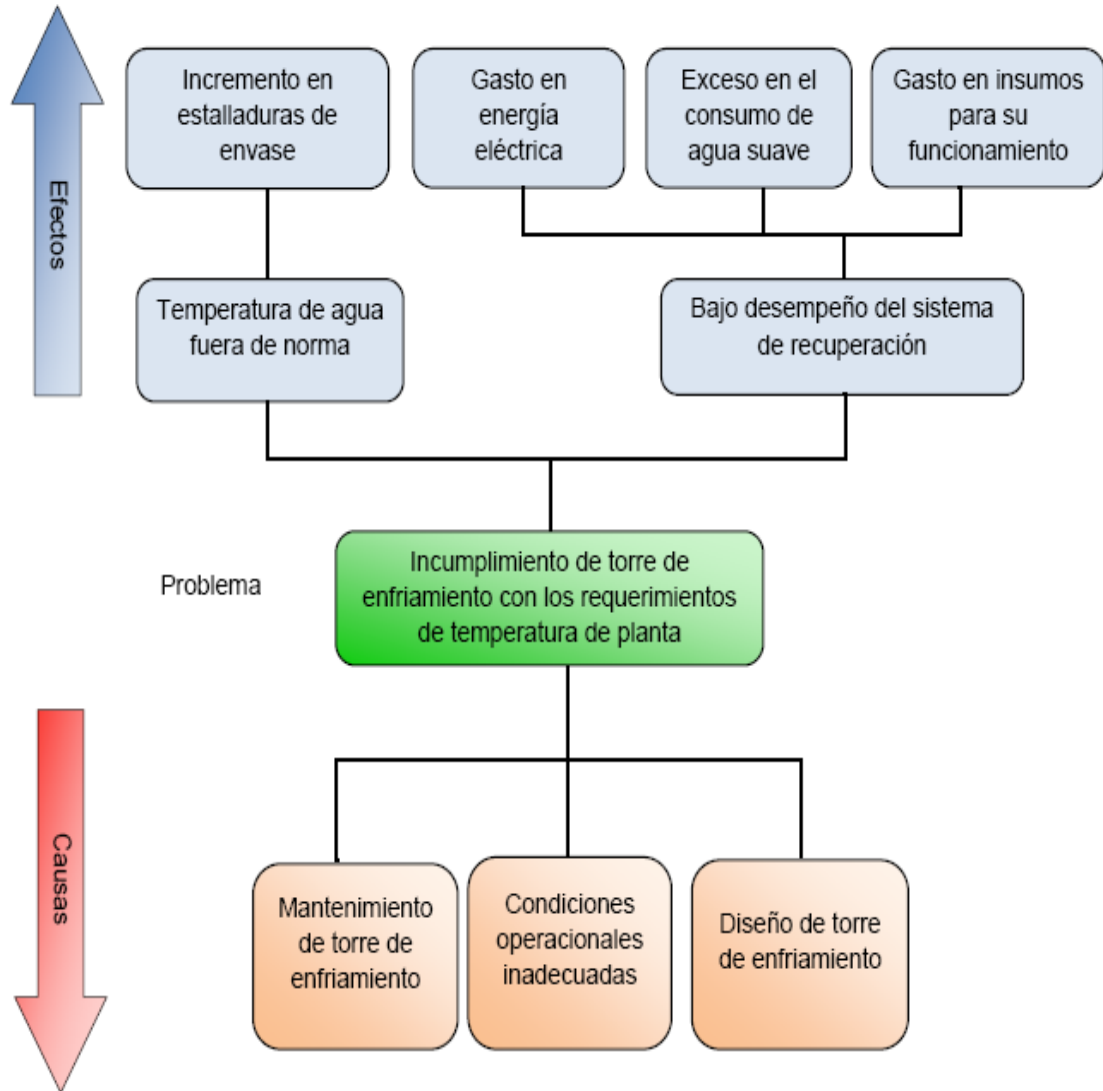 Incremento en
estalladuras de
envase
Gasto en
energía
eléctrica
Exceso en el
consumo de
agua suave
Gasto en insumos
para su
funcionamiento
Efectos
Temperatura de agua
fuera de norma
Bajo desempeño del sistema
de recuperación
Problema
Incumplimiento de torre de
enfriamiento con los requerimientos
de temperatura de planta
Causas
Mantenimiento
de torre de
enfriamiento
Condiciones
operacionales
inadecuadas
Diseño de torre
de enfriamiento